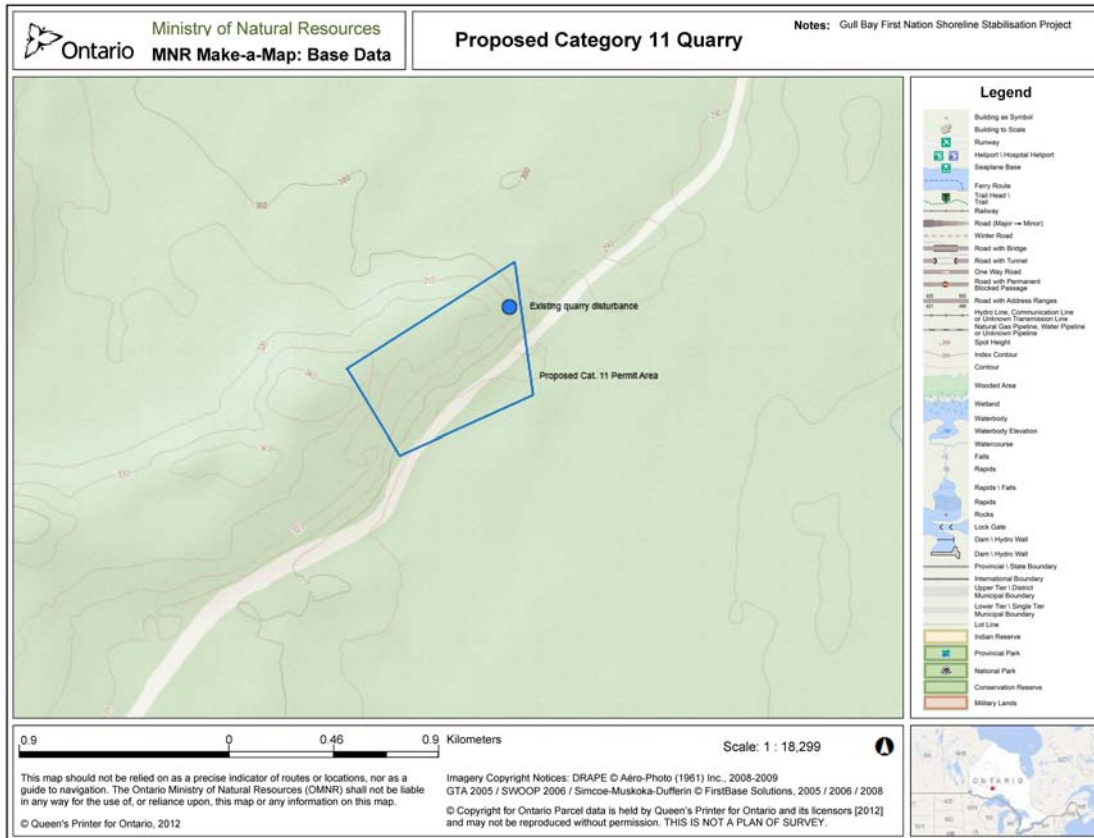 Ontario
Ministry of Natural Resources
MNR Make-a-Map: Base Data
Proposed Category 11 Quarry
Notes: Gull Bay First Nation Shoreline Stabilisation Project
300
300
300
Existing quarry disturbance
Proposed Cat. 11 Permit Area
Legend
Building as Symbol
Building to Scale
Runway
Heliport \ Hospital Heliport
Seaplane Base
Ferry Route
Trail Head \
Trail
Railway
Road (Major → Minor)
Winter Road
Road with Bridge
Road with Tunnel
One Way Road
Road with Permanent
Blocked Passage
Road with Address Ranges
Hydro Line, Communication Line
or Unknown Transmission Line
Natural Gas Pipeline, Water Pipeline
or Unknown Pipeline
Spot Height
Index Contour
Contour
Wooded Area
Wetland
Waterbody
Waterbody Elevation
Watercourse
Falls
Rapids
Rapids \ Falls
Rapids
Rocks
Lock Gate
Dam \ Hydro Wall
Dam \ Hydro Wall
Provincial \ State Boundary
International Boundary
Upper Tier \ District
Municipal Boundary
Lower Tier \ Single Tier
Municipal Boundary
Lot Line
Indian Reserve
Provincial Park
National Park
Conservation Reserve
Military Lands
0.9 0 0.46 0.9 Kilometers
Scale: 1 : 18,299
This map should not be relied on as a precise indicator of routes or locations, nor as a
guide to navigation. The Ontario Ministry of Natural Resources (OMNR) shall not be liable
in any way for the use of, or reliance upon, this map or any information on this map.
© Queen's Printer for Ontario, 2012
Imagery Copyright Notices: DRAPE © Aéro-Photo (1961) Inc., 2008-2009
GTA 2005 / SWOOP 2006 / Simcoe-Muskoka-Dufferin © FirstBase Solutions, 2005 / 2006 / 2008
© Copyright for Ontario Parcel data is held by Queen's Printer for Ontario and its licensors [2012]
and may not be reproduced without permission. THIS IS NOT A PLAN OF SURVEY.
ONTARIO